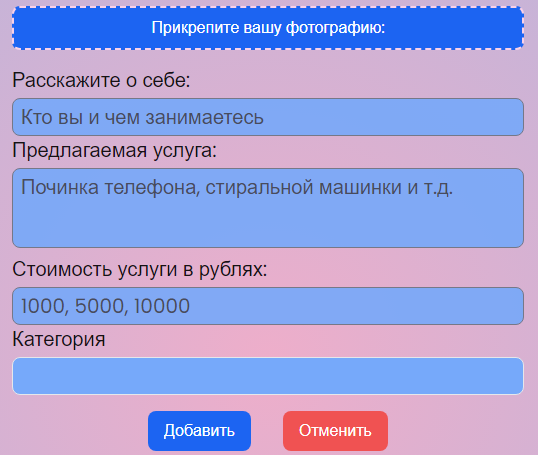 Прикрепите вашу фотографию:
Расскажите о себе:
Кто вы и чем занимаетесь
Предлагаемая услуга:
Починка телефона, стиральной машинки и т.д.
Стоимость услуги в рублях:
1000, 5000, 10000
Категория
Добавить Отменить